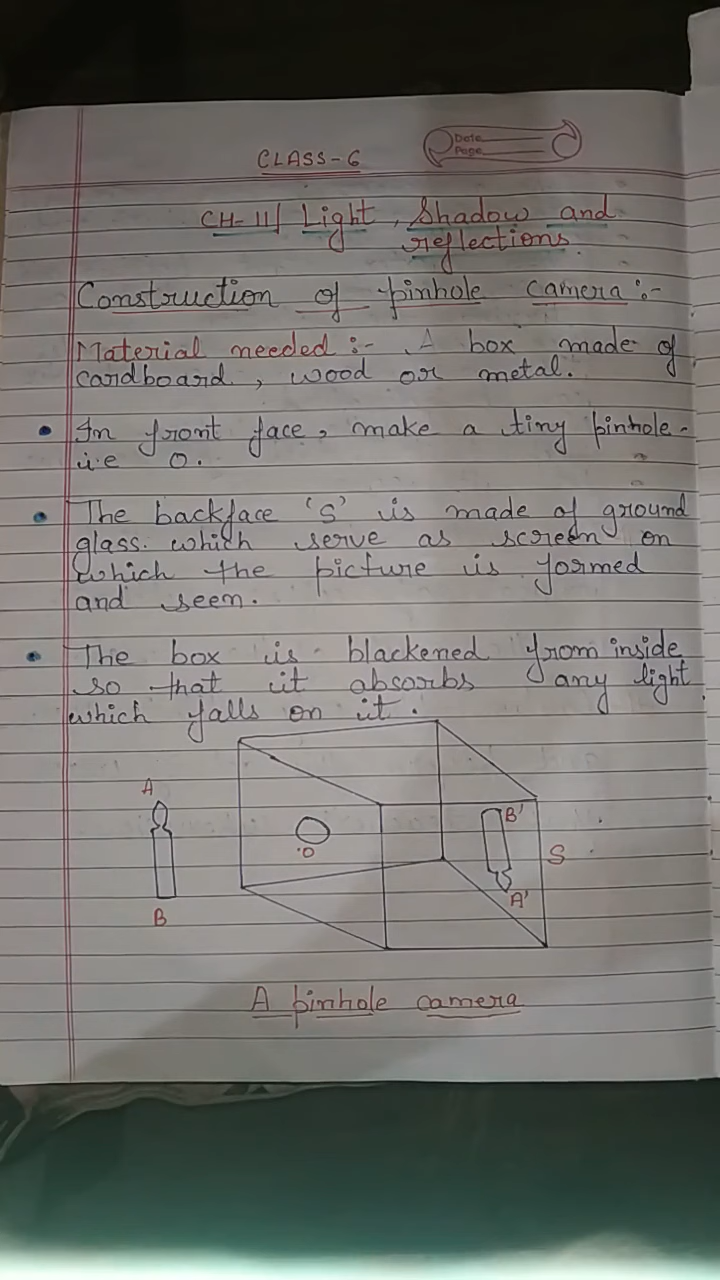 CLASS-6
Date
Page
CH-11/ Light, Shadow and
reflections.
Construction of pinhole camera:-
Material needed:- A box made of
cardboard, wood or metal.
• In front face, make a tiny pinhole-
i.e O.
• The backface 'S' is made of ground
glass. which serve as screen on
which the picture is formed
and seen.
• The box is blackened from inside
so that it absorbs any light
which falls on it.
A
B'
O
S
A'
B
A pinhole camera